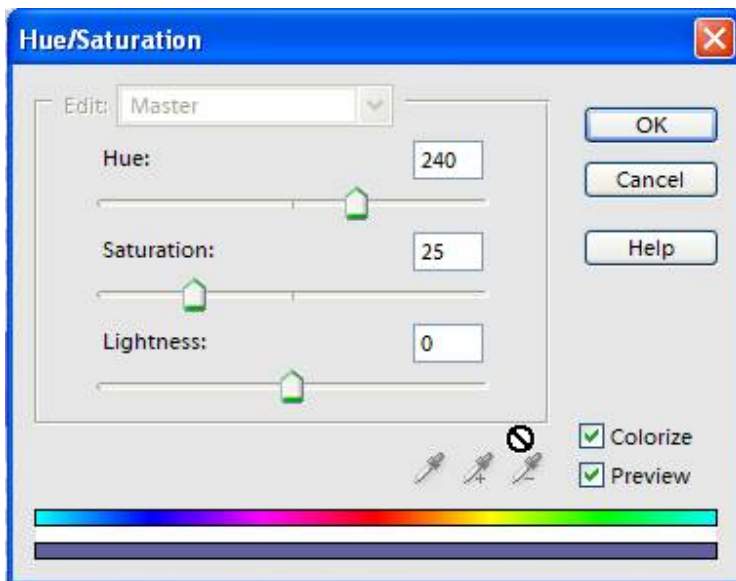 Hue/Saturation
Edit: Master
OK
Hue: 240
Cancel
Saturation: 25
Help
Lightness: 0
Colorize
Preview